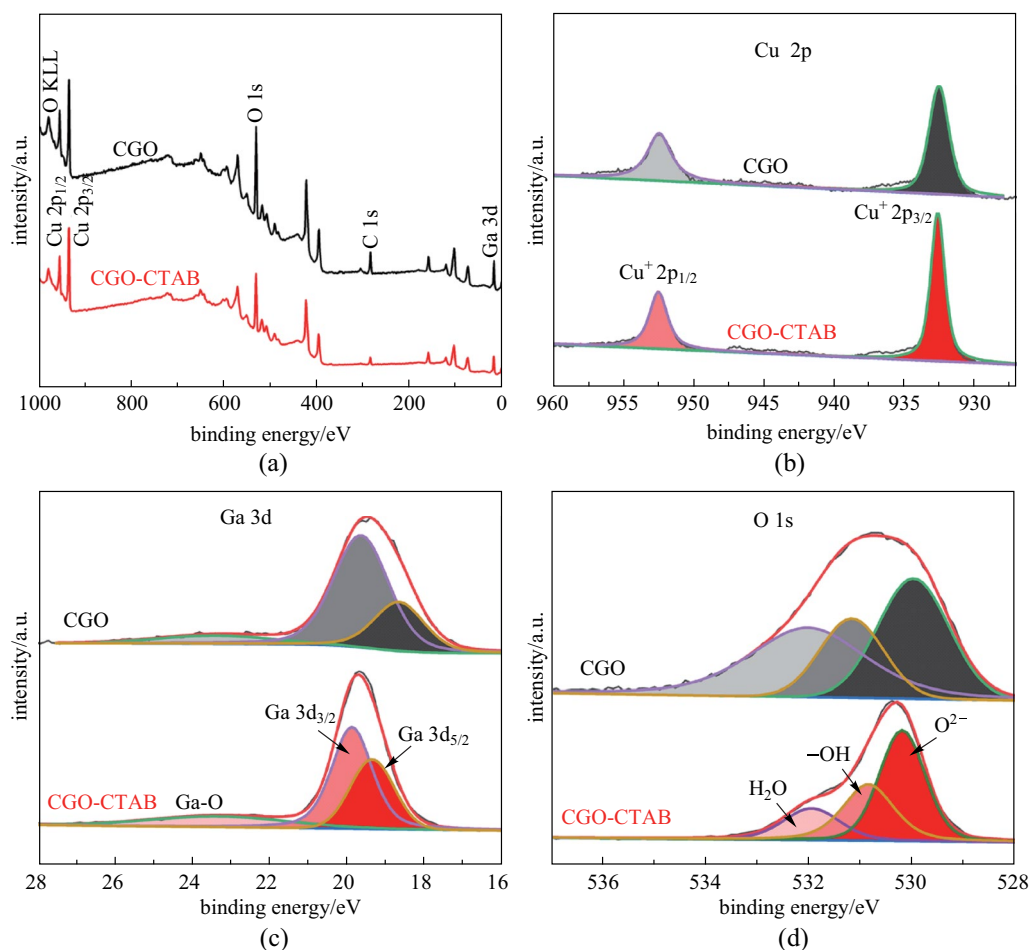 intensity/a.u.
O KLL
Cu 2p1/2
Cu 2p3/2
CGO
O 1s
C 1s
Ga 3d
CGO-CTAB
1000 800 600 400 200 0
binding energy/eV
(a)
intensity/a.u.
Cu 2p
CGO
Cu⁺ 2p3/2
Cu⁺ 2p1/2
CGO-CTAB
960 955 950 945 940 935 930
binding energy/eV
(b)
intensity/a.u.
Ga 3d
CGO
Ga 3d3/2
Ga 3d5/2
Ga-O
CGO-CTAB
28 26 24 22 20 18 16
binding energy/eV
(c)
intensity/a.u.
O 1s
CGO
O²⁻
–OH
H₂O
CGO-CTAB
536 534 532 530 528
binding energy/eV
(d)